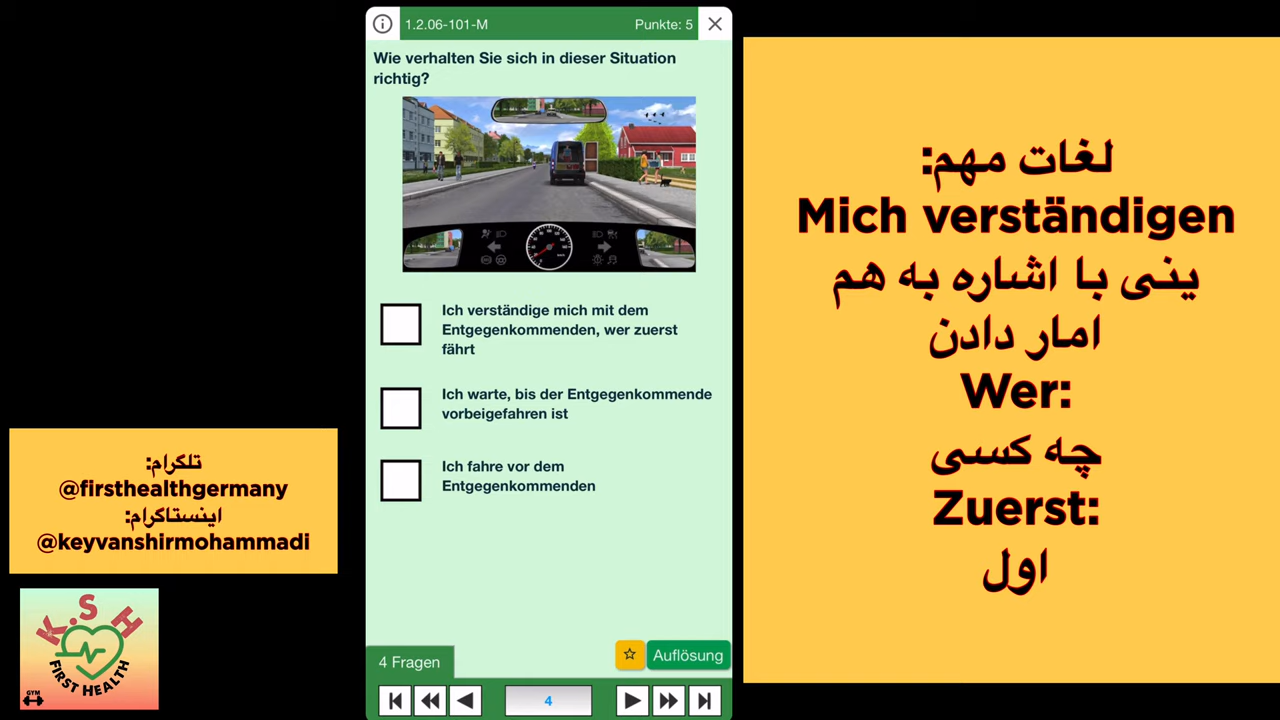 1.2.06-101-M
Punkte: 5
Wie verhalten Sie sich in dieser Situation
richtig?
Ich verständige mich mit dem
Entgegenkommenden, wer zuerst
fährt
Ich warte, bis der Entgegenkommende
vorbeigefahren ist
Ich fahre vor dem
Entgegenkommenden
4 Fragen
Auflösung
4
لغات مهم:
Mich verständigen
ینی با اشاره به هم
امار دادن
Wer:
چه کسی
Zuerst:
اول
تلگرام:
@firsthealthgermany
اینستاگرام:
@keyvanshirmohammadi
K.S.H
FIRST HEALTH
GYM